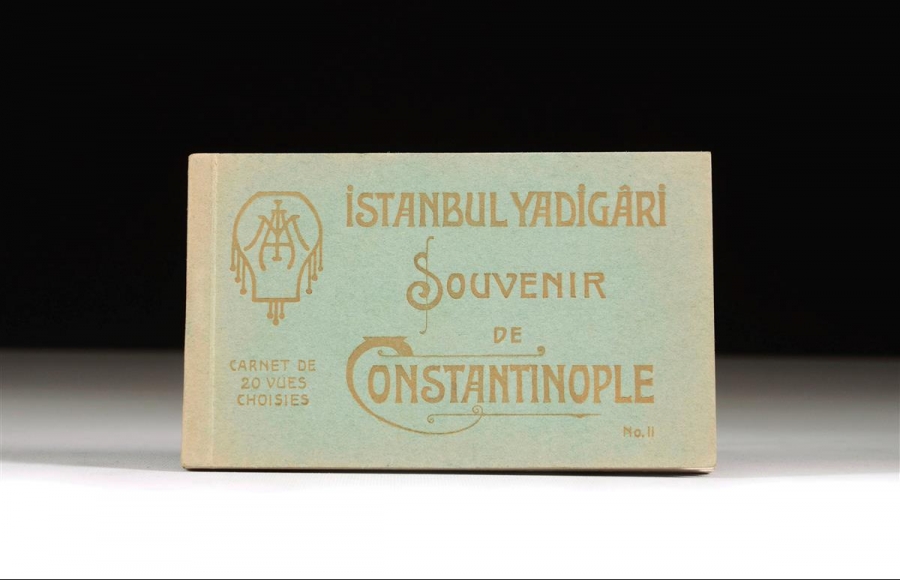 İSTANBUL YADİGÂRİ
SOUVENIR
DE
CONSTANTINOPLE
CARNET DE
20 VUES
CHOISIES
No. II